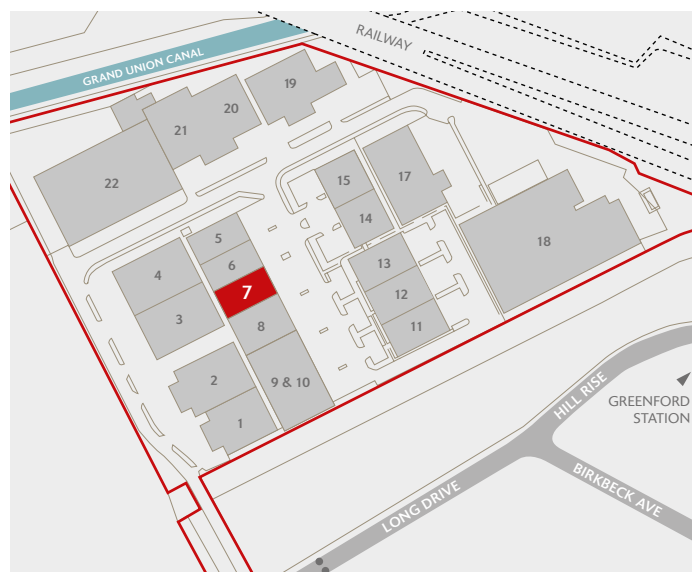 RAILWAY
GRAND UNION CANAL
19
20
21
22
15
17
14
5
6
4
7
3
8
13
12
11
18
2
9 & 10
1
HILL RISE
GREENFORD
STATION
LONG DRIVE
BIRKBECK AVE